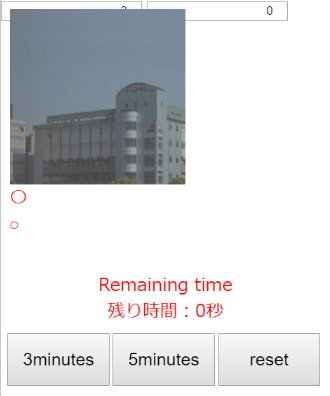 0
〇
○
Remaining time
残り時間：0秒
3minutes 5minutes reset